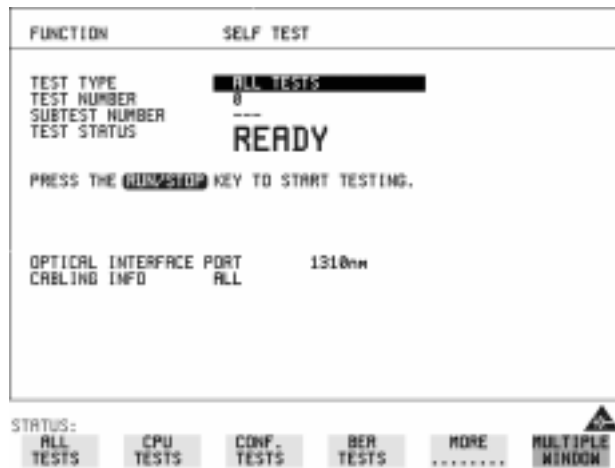 FUNCTION SELF TEST
TEST TYPE ALL TESTS
TEST NUMBER 0
SUBTEST NUMBER ---
TEST STATUS READY
PRESS THE RUN/STOP KEY TO START TESTING.
OPTICAL INTERFACE PORT 1310nm
CABLING INFO ALL
STATUS:
ALL TESTS
CPU TESTS
CONF. TESTS
BER TESTS
MORE ........
MULTIPLE WINDOW